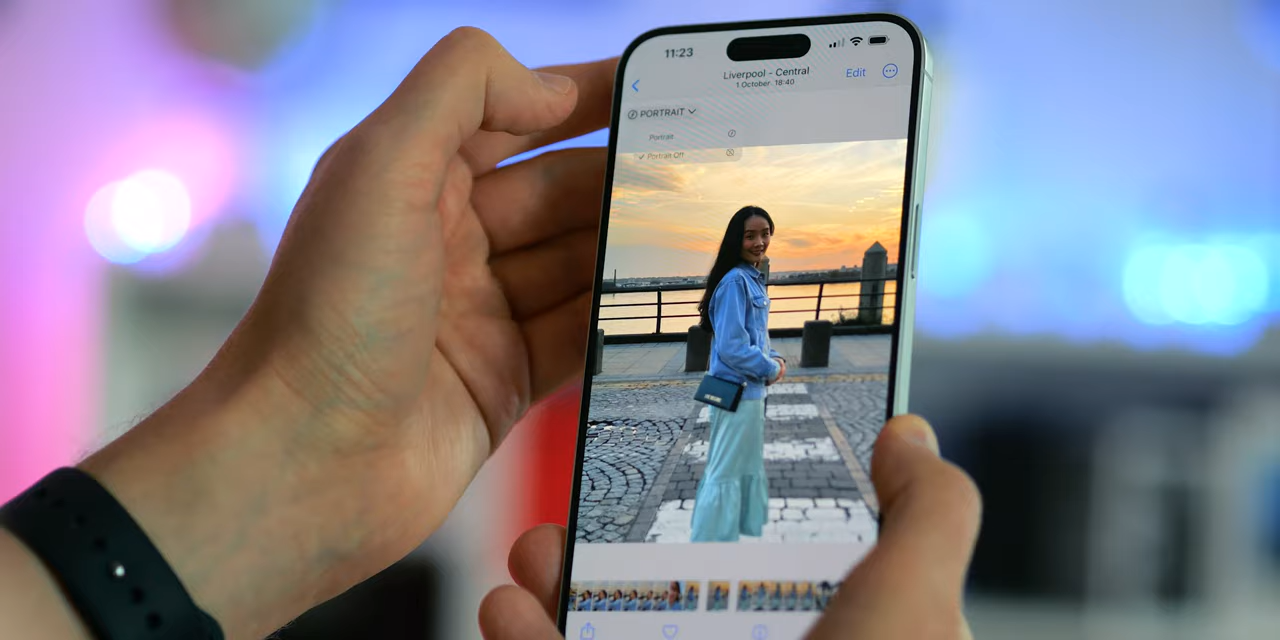 11:23
Liverpool - Central
1 October 18:40
Edit
PORTRAIT
Portrait
Portrait Off